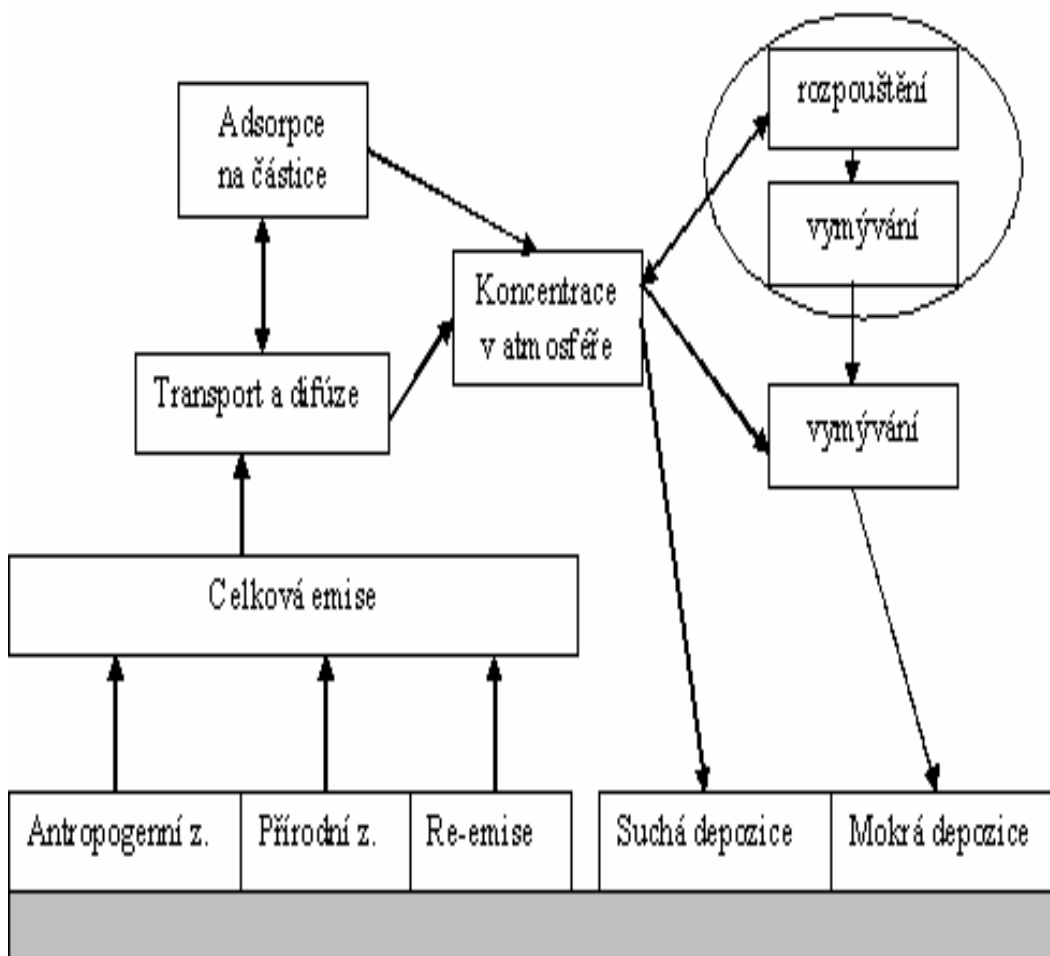 rozpouštění
Adsorpce
na částice
vymývání
Koncentrace
v atmosféře
Transport a difúze
vymývání
Celková emise
Antropogenní z.
Přírodní z.
Re-emise
Suchá depozice
Mokrá depozice